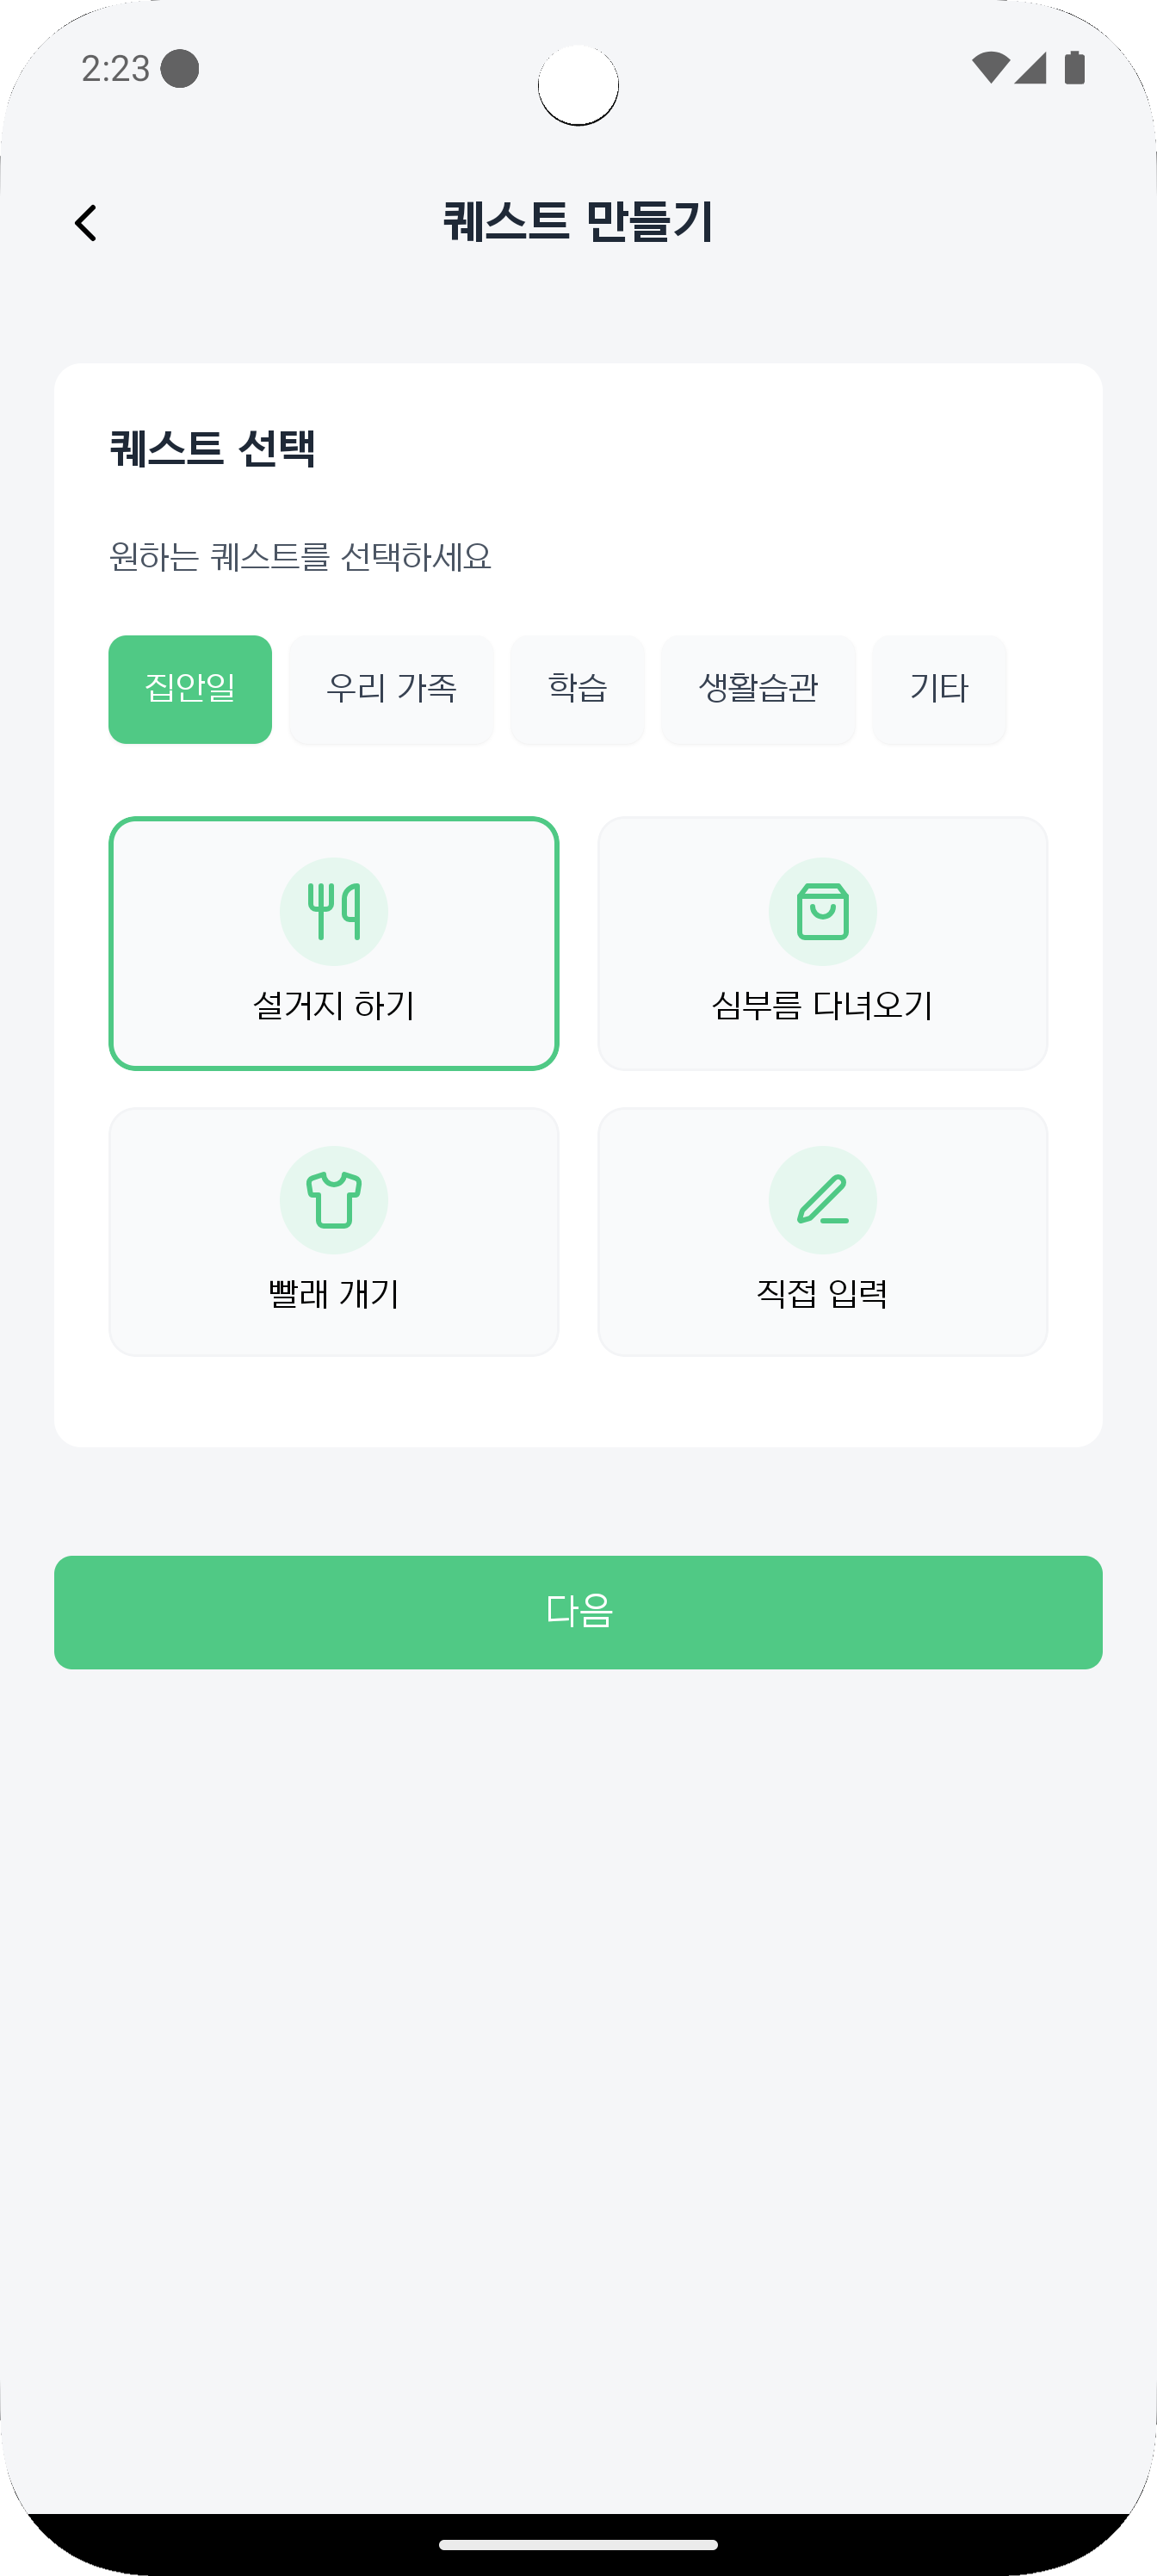 2:23
퀘스트 만들기
퀘스트 선택
원하는 퀘스트를 선택하세요
집안일 우리 가족 학습 생활습관 기타
설거지 하기 심부름 다녀오기
빨래 개기 직접 입력
다음